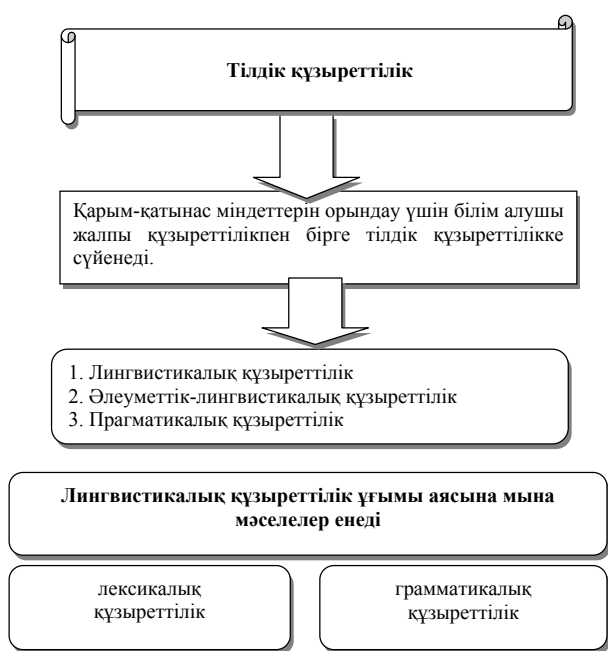 Тілдік құзыреттілік
Қарым-қатынас міндеттерін орындау үшін білім алушы
жалпы құзыреттілікпен бірге тілдік құзыреттілікке
сүйенеді.
1. Лингвистикалық құзыреттілік
2. Әлеуметтік-лингвистикалық құзыреттілік
3. Прагматикалық құзыреттілік
Лингвистикалық құзыреттілік ұғымы аясына мына
мәселелер енеді
лексикалық
құзыреттілік
грамматикалық
құзыреттілік